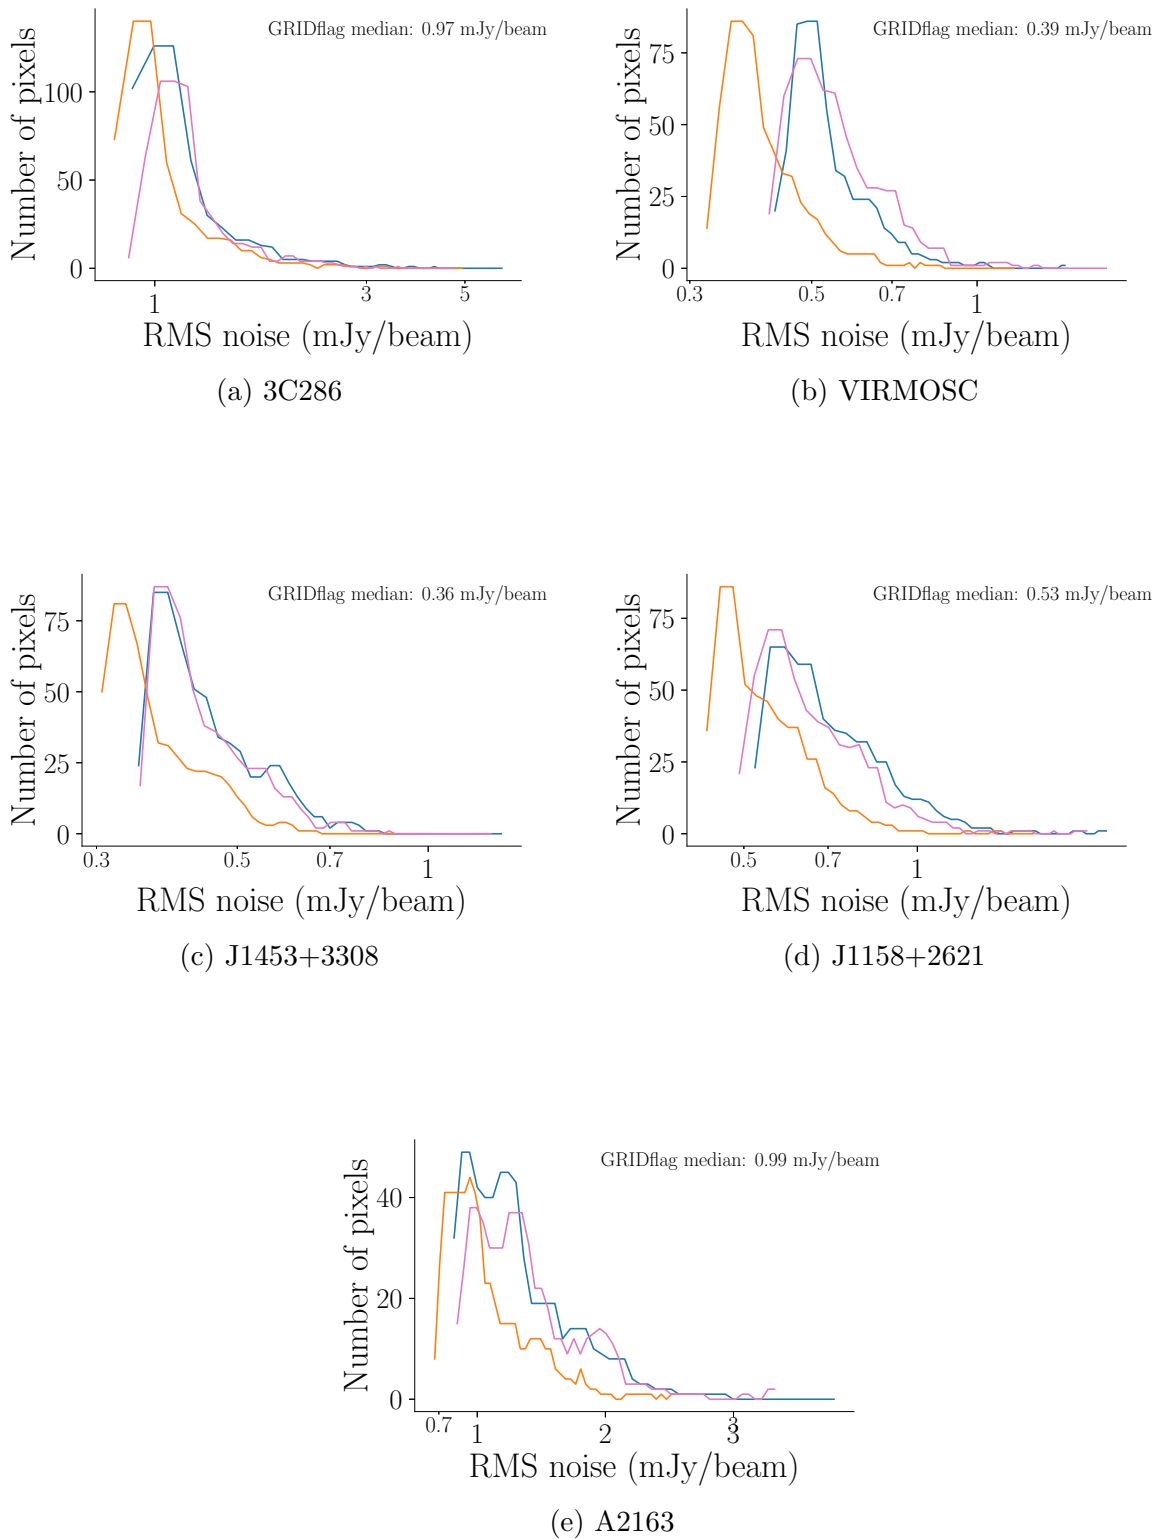 GRIDflag median: 0.97 mJy/beam
Number of pixels
100
50
0
1
3
5
RMS noise (mJy/beam)
(a) 3C286
GRIDflag median: 0.39 mJy/beam
Number of pixels
75
50
25
0
0.3
0.5
0.7
1
RMS noise (mJy/beam)
(b) VIRMOSC
GRIDflag median: 0.36 mJy/beam
Number of pixels
75
50
25
0
0.3
0.5
0.7
1
RMS noise (mJy/beam)
(c) J1453+3308
GRIDflag median: 0.53 mJy/beam
Number of pixels
75
50
25
0
0.5
0.7
1
RMS noise (mJy/beam)
(d) J1158+2621
GRIDflag median: 0.99 mJy/beam
Number of pixels
40
20
0
0.7
1
2
3
3
RMS noise (mJy/beam)
(e) A2163